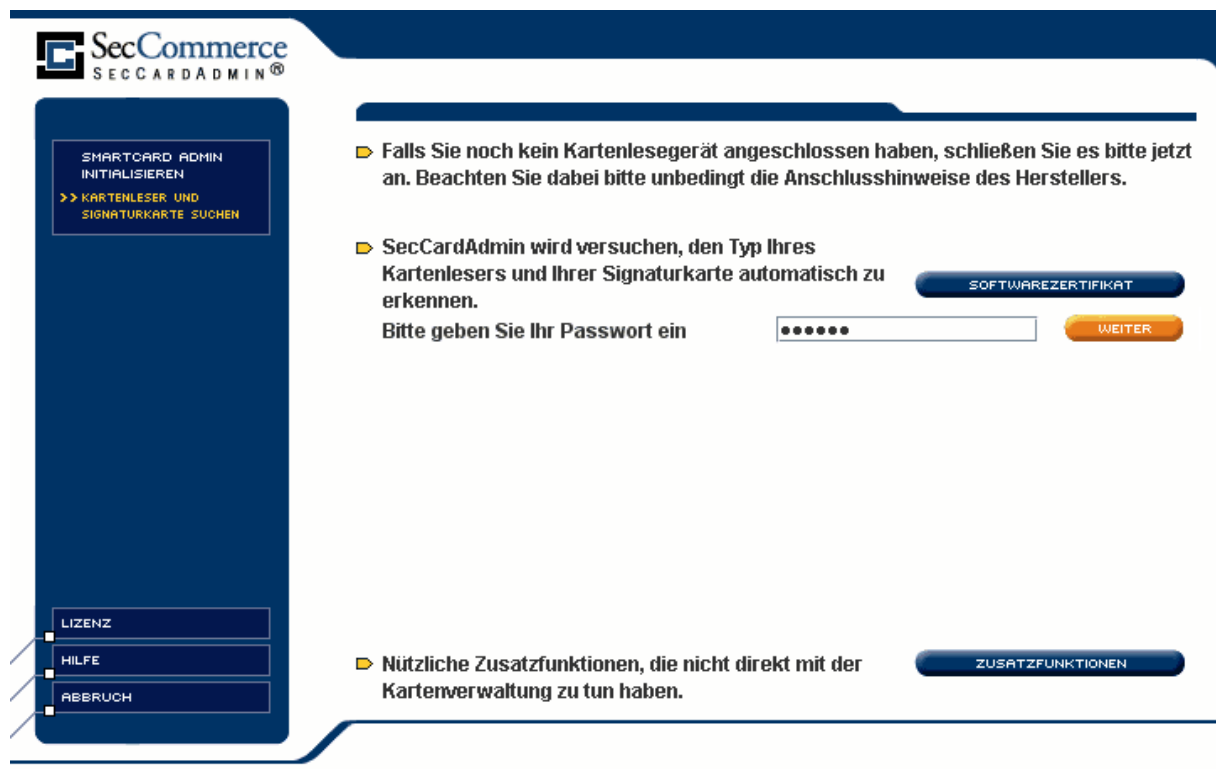 SecCommerce
SECCARDADMIN®
SMARTCARD ADMIN
INITIALISIEREN
>> KARTENLESER UND
SIGNATURKARTE SUCHEN
Falls Sie noch kein Kartenlesegerät angeschlossen haben, schließen Sie es bitte jetzt
an. Beachten Sie dabei bitte unbedingt die Anschlusshinweise des Herstellers.
SecCardAdmin wird versuchen, den Typ Ihres
Kartenlesers und Ihrer Signaturkarte automatisch zu
erkennen.
SOFTWAREZERTIFIKAT
Bitte geben Sie Ihr Passwort ein
●●●●●●
WEITER
LIZENZ
HILFE
ABBRUCH
Nützliche Zusatzfunktionen, die nicht direkt mit der
Kartenverwaltung zu tun haben.
ZUSATZFUNKTIONEN